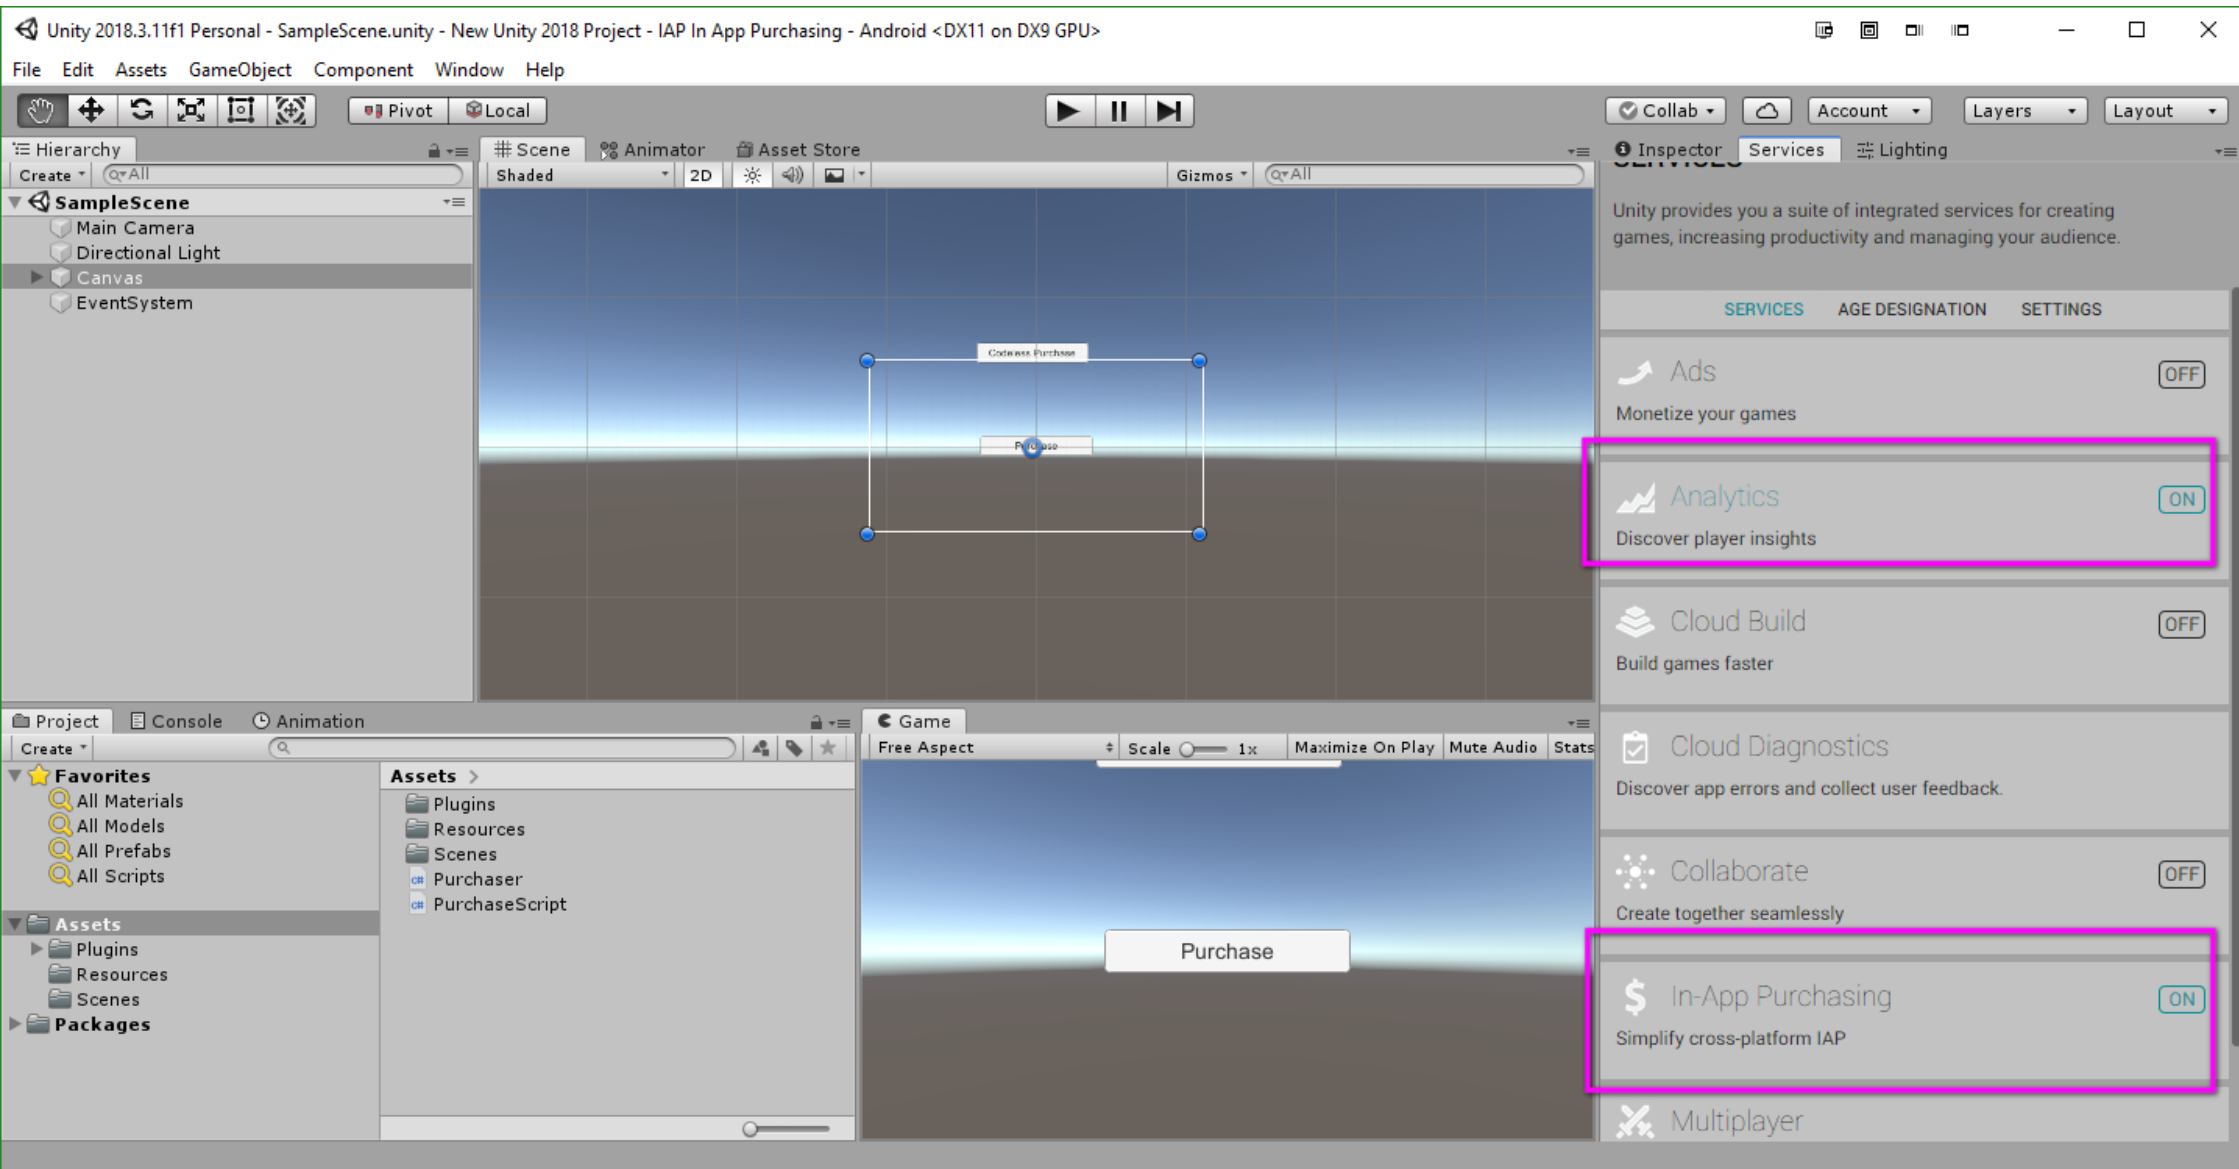 Unity 2018.3.11f1 Personal - SampleScene.unity - New Unity 2018 Project - IAP In App Purchasing - Android <DX11 on DX9 GPU>
File Edit Assets GameObject Component Window Help
Pivot Local
Collab Account Layers Layout
Hierarchy
Create All
SampleScene
Main Camera
Directional Light
Canvas
EventSystem
Scene Animator Asset Store
Shaded 2D Gizmos All
Codeless Purchase
Purchase
Inspector Services Lighting
SERVICES
Unity provides you a suite of integrated services for creating
games, increasing productivity and managing your audience.
SERVICES AGE DESIGNATION SETTINGS
Ads OFF
Monetize your games
Analytics ON
Discover player insights
Cloud Build OFF
Build games faster
Cloud Diagnostics
Discover app errors and collect user feedback.
Collaborate OFF
Create together seamlessly
In-App Purchasing ON
Simplify cross-platform IAP
Multiplayer
Project Console Animation
Create
Favorites
All Materials
All Models
All Prefabs
All Scripts
Assets
Plugins
Resources
Scenes
Packages
Assets >
Plugins
Resources
Scenes
Purchaser
PurchaseScript
Game
Free Aspect Scale 1x Maximize On Play Mute Audio Stats
Purchase